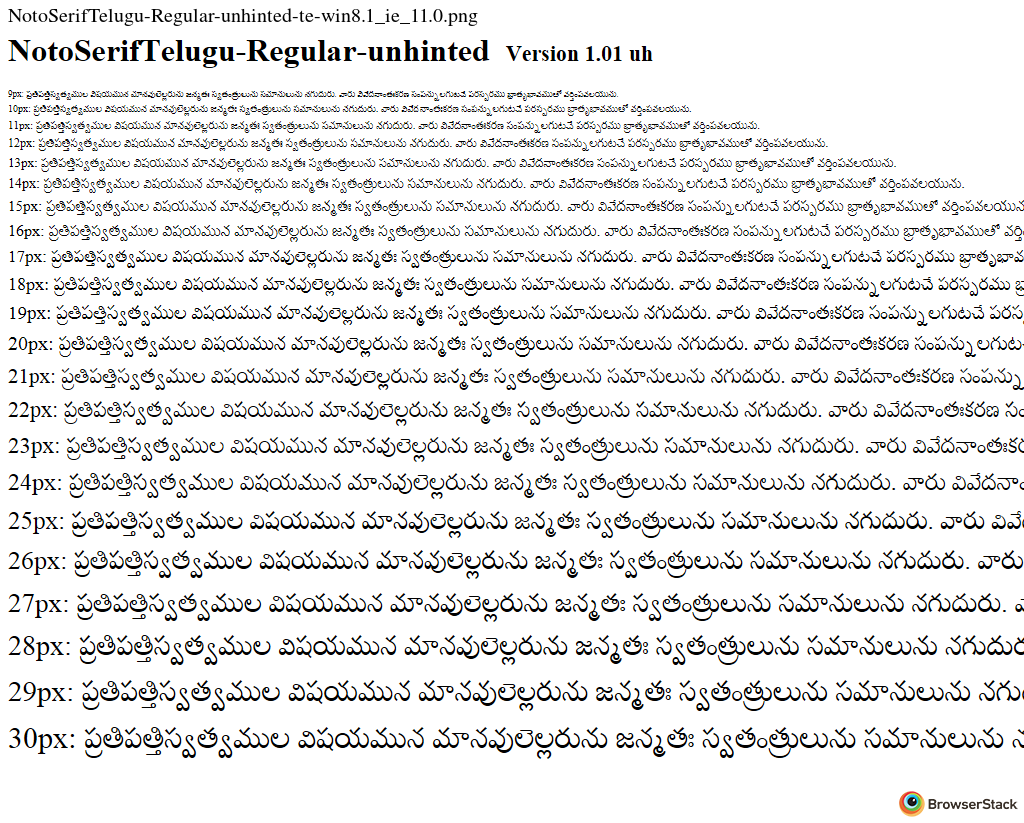 NotoSerifTelugu-Regular-unhinted-te-win8.1_ie_11.0.png
NotoSerifTelugu-Regular-unhinted Version 1.01 uh
9px: ప్రతిపత్తిస్వత్వముల విషయమున మానవులెల్లరును జన్మతః స్వతంత్రులును సమానులును నగుదురు. వారు వివేదనాంతఃకరణ సంపన్నులగుటచే పరస్పరము భ్రాతృభావముతో వర్తింపవలయును.
10px: ప్రతిపత్తిస్వత్వముల విషయమున మానవులెల్లరును జన్మతః స్వతంత్రులును సమానులును నగుదురు. వారు వివేదనాంతఃకరణ సంపన్నులగుటచే పరస్పరము భ్రాతృభావముతో వర్తింపవలయును.
11px: ప్రతిపత్తిస్వత్వముల విషయమున మానవులెల్లరును జన్మతః స్వతంత్రులును సమానులును నగుదురు. వారు వివేదనాంతఃకరణ సంపన్నులగుటచే పరస్పరము భ్రాతృభావముతో వర్తింపవలయును.
12px: ప్రతిపత్తిస్వత్వముల విషయమున మానవులెల్లరును జన్మతః స్వతంత్రులును సమానులును నగుదురు. వారు వివేదనాంతఃకరణ సంపన్నులగుటచే పరస్పరము భ్రాతృభావముతో వర్తింపవలయును.
13px: ప్రతిపత్తిస్వత్వముల విషయమున మానవులెల్లరును జన్మతః స్వతంత్రులును సమానులును నగుదురు. వారు వివేదనాంతఃకరణ సంపన్నులగుటచే పరస్పరము భ్రాతృభావముతో వర్తింపవలయును.
14px: ప్రతిపత్తిస్వత్వముల విషయమున మానవులెల్లరును జన్మతః స్వతంత్రులును సమానులును నగుదురు. వారు వివేదనాంతఃకరణ సంపన్నులగుటచే పరస్పరము భ్రాతృభావముతో వర్తింపవలయును.
15px: ప్రతిపత్తిస్వత్వముల విషయమున మానవులెల్లరును జన్మతః స్వతంత్రులును సమానులును నగుదురు. వారు వివేదనాంతఃకరణ సంపన్నులగుటచే పరస్పరము భ్రాతృభావముతో వర్తింపవలయున
16px: ప్రతిపత్తిస్వత్వముల విషయమున మానవులెల్లరును జన్మతః స్వతంత్రులును సమానులును నగుదురు. వారు వివేదనాంతఃకరణ సంపన్నులగుటచే పరస్పరము భ్రాతృభావముతో వర్తి
17px: ప్రతిపత్తిస్వత్వముల విషయమున మానవులెల్లరును జన్మతః స్వతంత్రులును సమానులును నగుదురు. వారు వివేదనాంతఃకరణ సంపన్నులగుటచే పరస్పరము భ్రాతృభావమ
18px: ప్రతిపత్తిస్వత్వముల విషయమున మానవులెల్లరును జన్మతః స్వతంత్రులును సమానులును నగుదురు. వారు వివేదనాంతఃకరణ సంపన్నులగుటచే పరస్పరము
19px: ప్రతిపత్తిస్వత్వముల విషయమున మానవులెల్లరును జన్మతః స్వతంత్రులును సమానులును నగుదురు. వారు వివేదనాంతఃకరణ సంపన్నులగుటచే పరస
20px: ప్రతిపత్తిస్వత్వముల విషయమున మానవులెల్లరును జన్మతః స్వతంత్రులును సమానులును నగుదురు. వారు వివేదనాంతఃకరణ సంపన్నులగుట
21px: ప్రతిపత్తిస్వత్వముల విషయమున మానవులెల్లరును జన్మతః స్వతంత్రులును సమానులును నగుదురు. వారు వివేదనాంతఃకరణ సంపన్ను
22px: ప్రతిపత్తిస్వత్వముల విషయమున మానవులెల్లరును జన్మతః స్వతంత్రులును సమానులును నగుదురు. వారు వివేదనాంతఃకరణ సం
23px: ప్రతిపత్తిస్వత్వముల విషయమున మానవులెల్లరును జన్మతః స్వతంత్రులును సమానులును నగుదురు. వారు వివేదనాంతఃకర
24px: ప్రతిపత్తిస్వత్వముల విషయమున మానవులెల్లరును జన్మతః స్వతంత్రులును సమానులును నగుదురు. వారు వివేదనాం
25px: ప్రతిపత్తిస్వత్వముల విషయమున మానవులెల్లరును జన్మతః స్వతంత్రులును సమానులును నగుదురు. వారు వివే
26px: ప్రతిపత్తిస్వత్వముల విషయమున మానవులెల్లరును జన్మతః స్వతంత్రులును సమానులును నగుదురు. వారు
27px: ప్రతిపత్తిస్వత్వముల విషయమున మానవులెల్లరును జన్మతః స్వతంత్రులును సమానులును నగుదురు.
28px: ప్రతిపత్తిస్వత్వముల విషయమున మానవులెల్లరును జన్మతః స్వతంత్రులును సమానులును నగుదుర
29px: ప్రతిపత్తిస్వత్వముల విషయమున మానవులెల్లరును జన్మతః స్వతంత్రులును సమానులును నగు
30px: ప్రతిపత్తిస్వత్వముల విషయమున మానవులెల్లరును జన్మతః స్వతంత్రులును సమానులును
BrowserStack